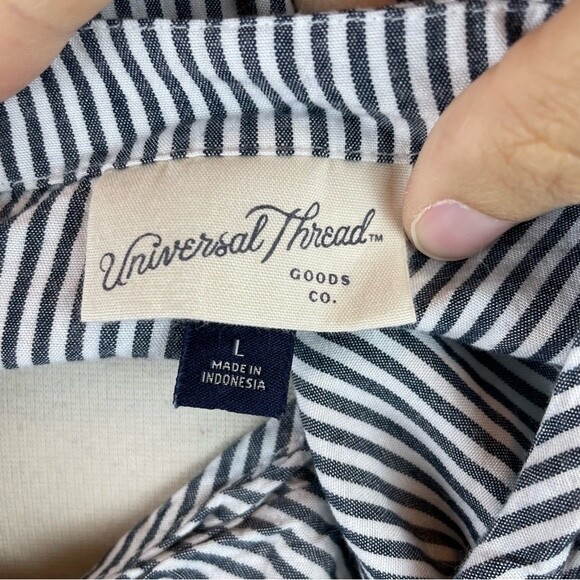 Universal Thread™
GOODS
CO.
L
MADE IN
INDONESIA